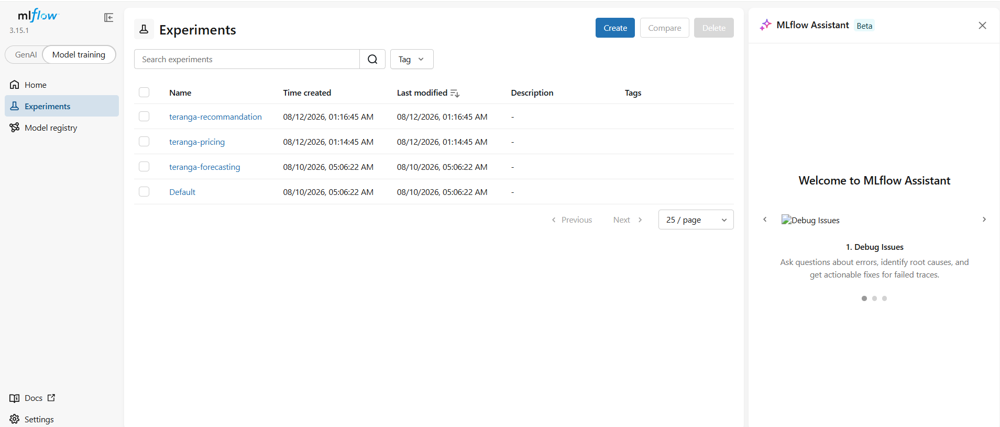 mlflow
3.15.1
GenAI Model training
Home
Experiments
Model registry
Docs
Settings
Experiments
Create Compare Delete
Search experiments Tag
Name Time created Last modified Description Tags
teranga-recommandation 08/12/2026, 01:16:45 AM 08/12/2026, 01:16:45 AM -
teranga-pricing 08/12/2026, 01:14:45 AM 08/12/2026, 01:14:45 AM -
teranga-forecasting 08/10/2026, 05:06:22 AM 08/10/2026, 05:06:22 AM -
Default 08/10/2026, 05:06:22 AM 08/10/2026, 05:06:22 AM -
Previous Next 25 / page
MLflow Assistant Beta
Welcome to MLflow Assistant
Debug Issues
1. Debug Issues
Ask questions about errors, identify root causes, and
get actionable fixes for failed traces.